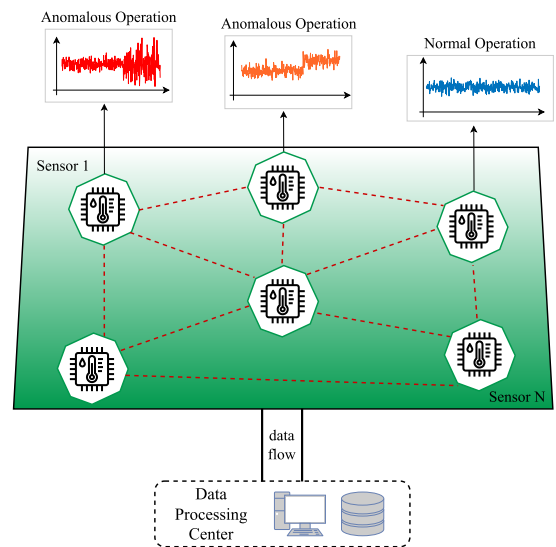 Anomalous Operation
Anomalous Operation
Normal Operation
Sensor 1
Sensor N
data
flow
Data
Processing
Center